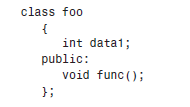 class foo
{
int data1;
public:
void func();
};